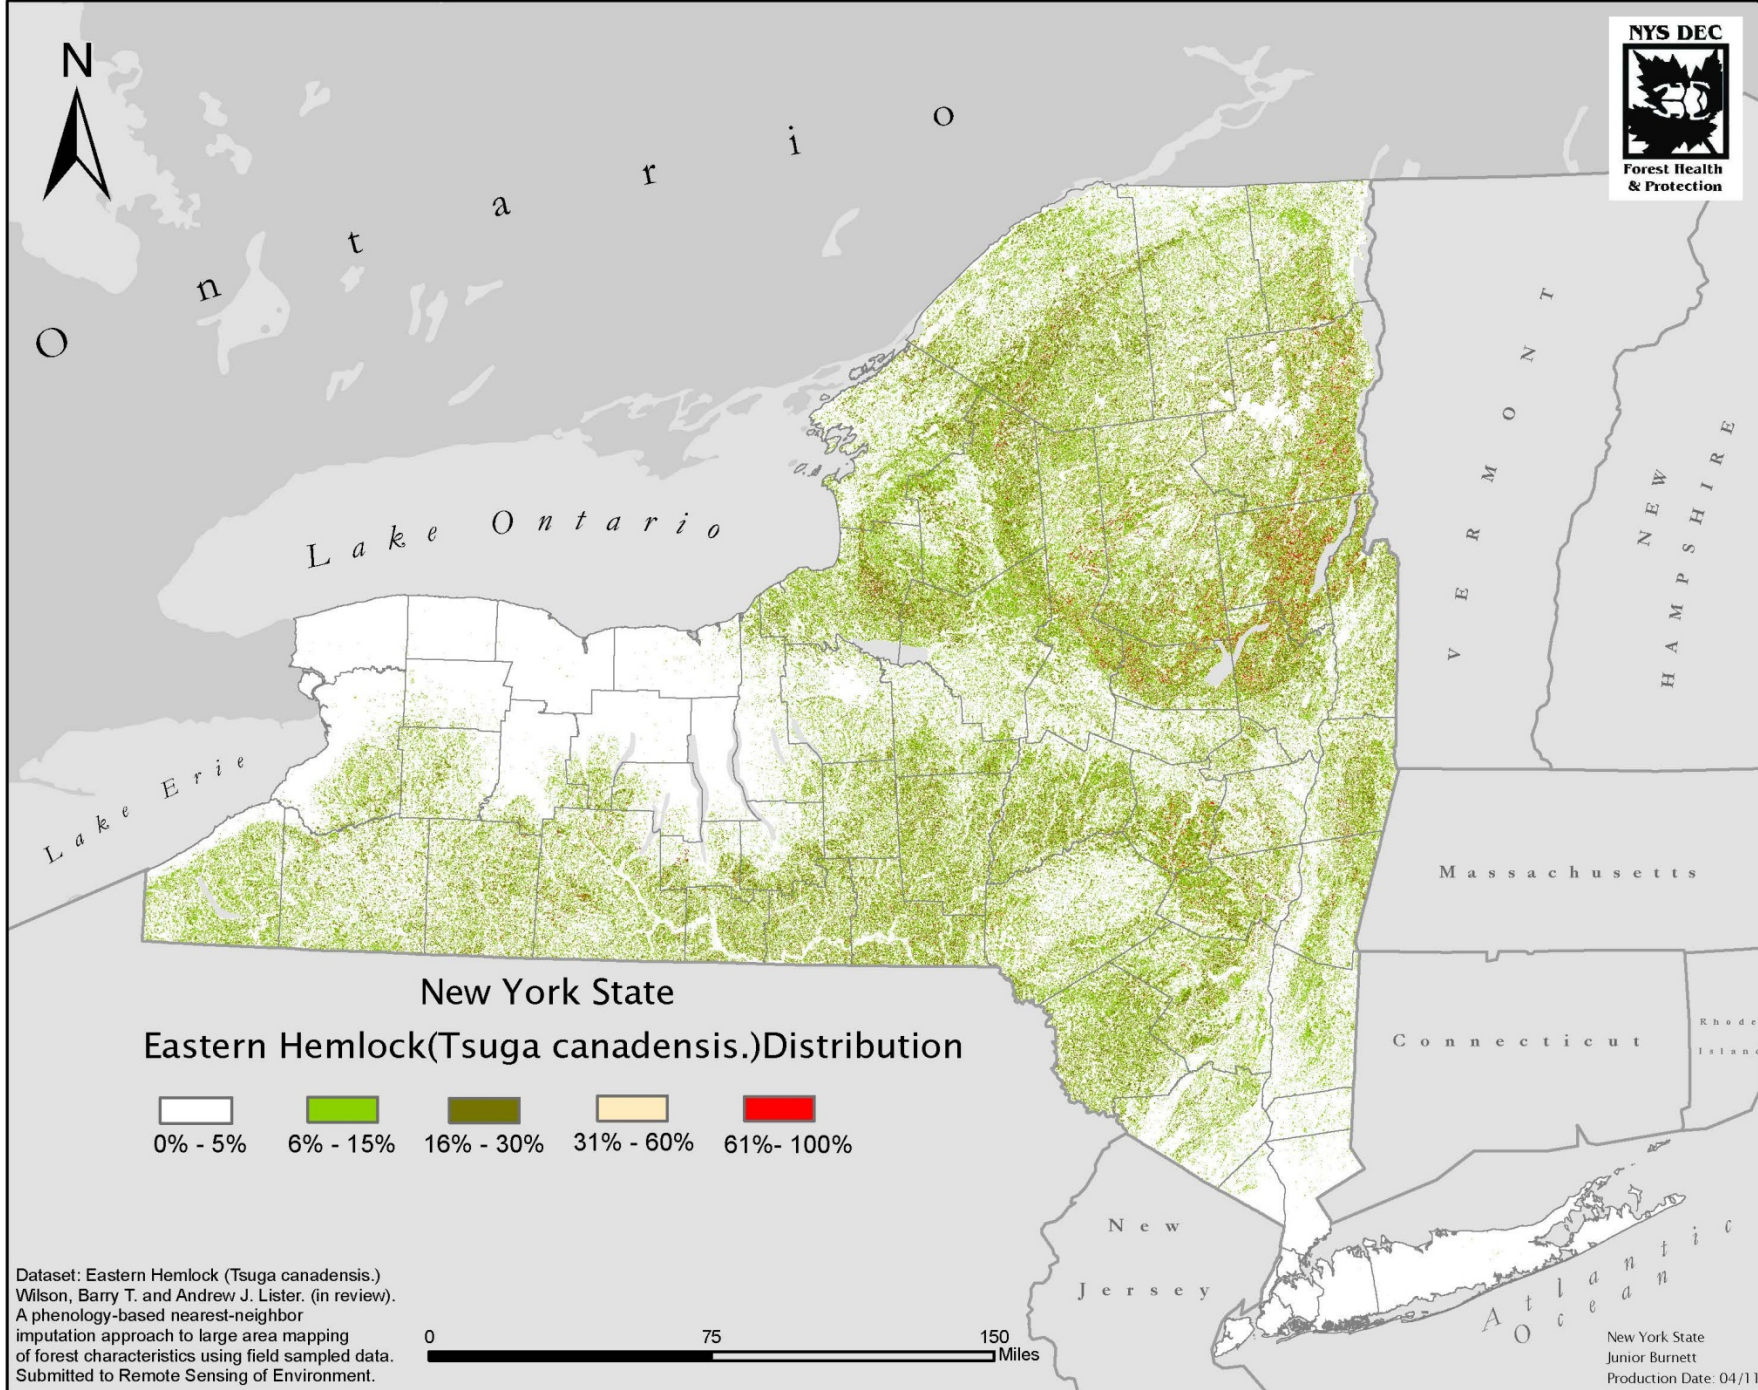 N
NYS DEC
Forest Health
& Protection
Ontario
Lake Ontario
Lake Erie
VERMONT
NEW
HAMPSHIRE
Massachusetts
Connecticut
Rhode
Island
New
Jersey
Atlantic
Ocean
New York State
Eastern Hemlock(Tsuga canadensis.)Distribution
0% - 5% 6% - 15% 16% - 30% 31% - 60% 61%- 100%
Dataset: Eastern Hemlock (Tsuga canadensis.)
Wilson, Barry T. and Andrew J. Lister. (in review).
A phenology-based nearest-neighbor
imputation approach to large area mapping
of forest characteristics using field sampled data.
Submitted to Remote Sensing of Environment.
0 75 150
Miles
New York State
Junior Burnett
Production Date: 04/11